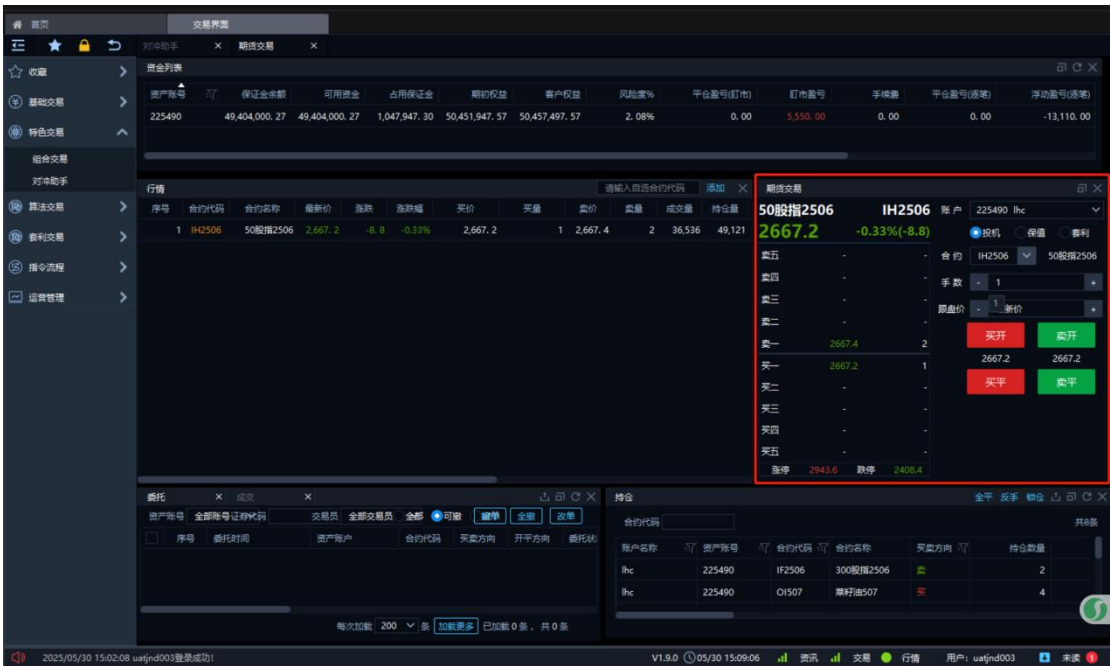 首页 交易界面
对冲助手 × 期货交易 ×
收藏
基础交易
特色交易
组合交易
对冲助手
算法交易
套利交易
指令流程
运营管理
资金列表
资产账号 保证金余额 可用资金 占用保证金 期初权益 客户权益 风险度% 平仓盈亏(盯市) 盯市盈亏 手续费 平仓盈亏(逐笔) 浮动盈亏(逐笔)
225490 49,404,000.27 49,404,000.27 1,047,947.30 50,451,947.57 50,457,497.57 2.08% 0.00 5,550.00 0.00 0.00 -13,110.00
行情 请输入自选合约代码 添加
序号 合约代码 合约名称 最新价 涨跌 涨跌幅 买价 买量 卖价 卖量 成交量 持仓量
1 IH2506 50股指2506 2,667.2 -8.8 -0.33% 2,667.2 1 2,667.4 2 36,536 49,121
期货交易
50股指2506 IH2506
2667.2 -0.33%(-8.8)
卖五 - -
卖四 - -
卖三 - -
卖二 - -
卖一 2667.4 2
买一 2667.2 1
买二 - -
买三 - -
买四 - -
买五 - -
涨停 2943.6 跌停 2408.4
账户 225490 lhc
投机 保值 套利
合约 IH2506 50股指2506
手数 - 1 +
跟盘价 - 1 新价 +
买开 卖开
2667.2 2667.2
买平 卖平
委托 × 成交 ×
资产账号 全部账号 证券代码 交易员 全部交易员 全部 可撤 撤单 全撤 改单
序号 委托时间 资产账户 合约代码 买卖方向 开平方向 委托状
每次加载 200 条 加载更多 已加载 0 条，共 0 条
持仓 全平 反手 锁仓
合约代码 共8条
账户名称 资产账号 合约代码 合约名称 买卖方向 持仓数量
lhc 225490 IF2506 300股指2506 卖 2
lhc 225490 OI507 菜籽油507 买 4
2025/05/30 15:02:08 uatjnd003登录成功! V1.9.0 05/30 15:09:06 资讯 交易 行情 用户: uatjnd003 未读 1